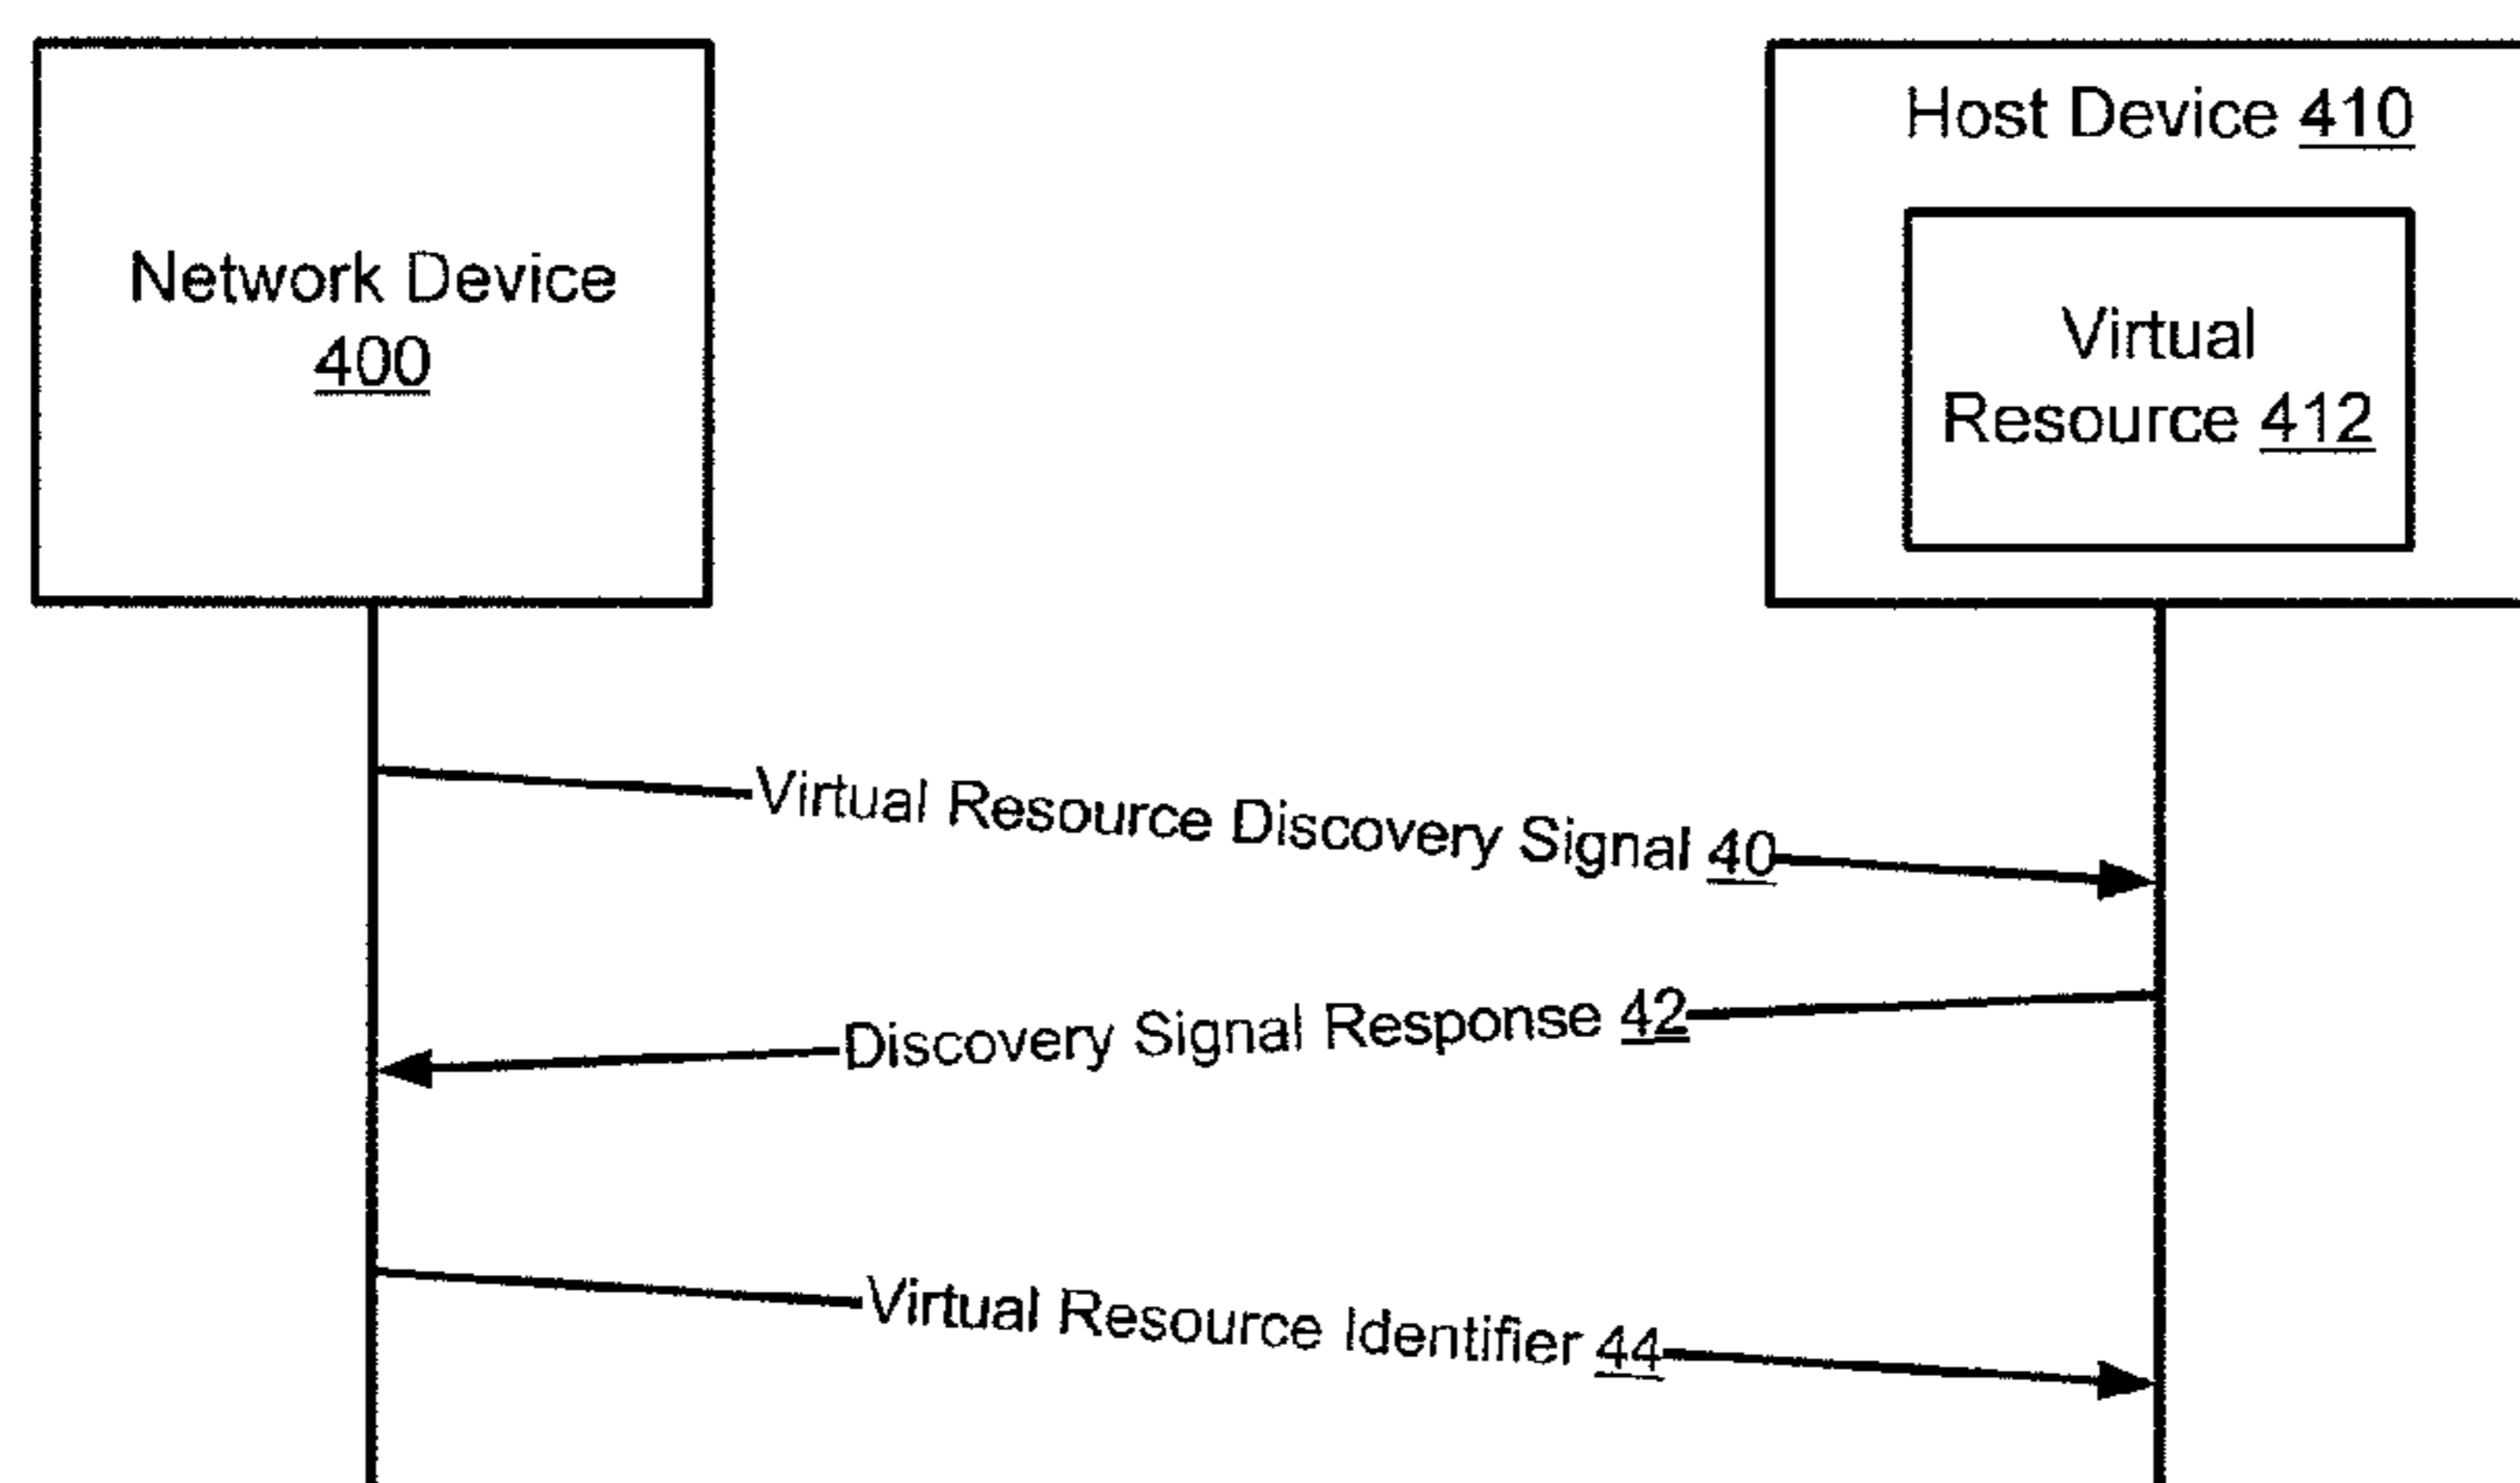 Network Device
400
Host Device 410
Virtual
Resource 412
Virtual Resource Discovery Signal 40
Discovery Signal Response 42
Virtual Resource Identifier 44